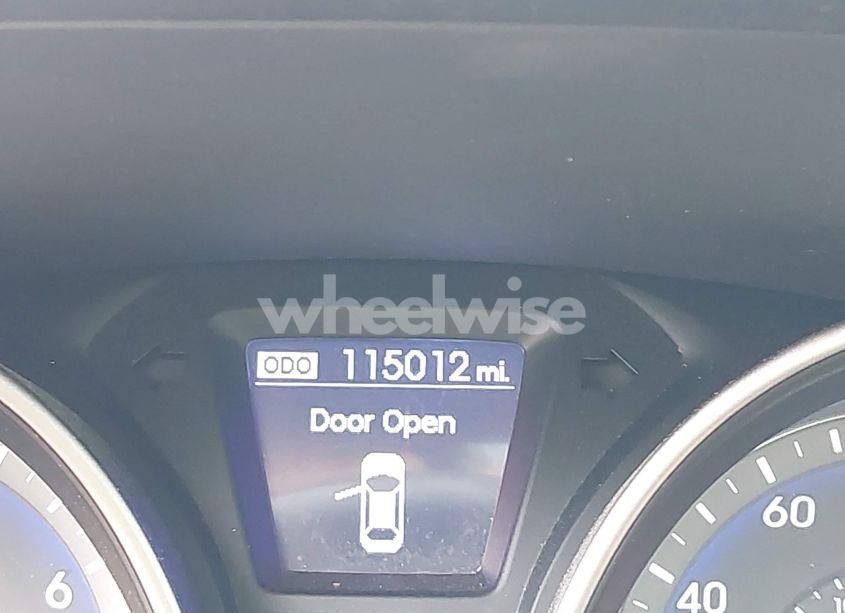 wheelwise
ODO 115012 mi.
Door Open
6
60
40